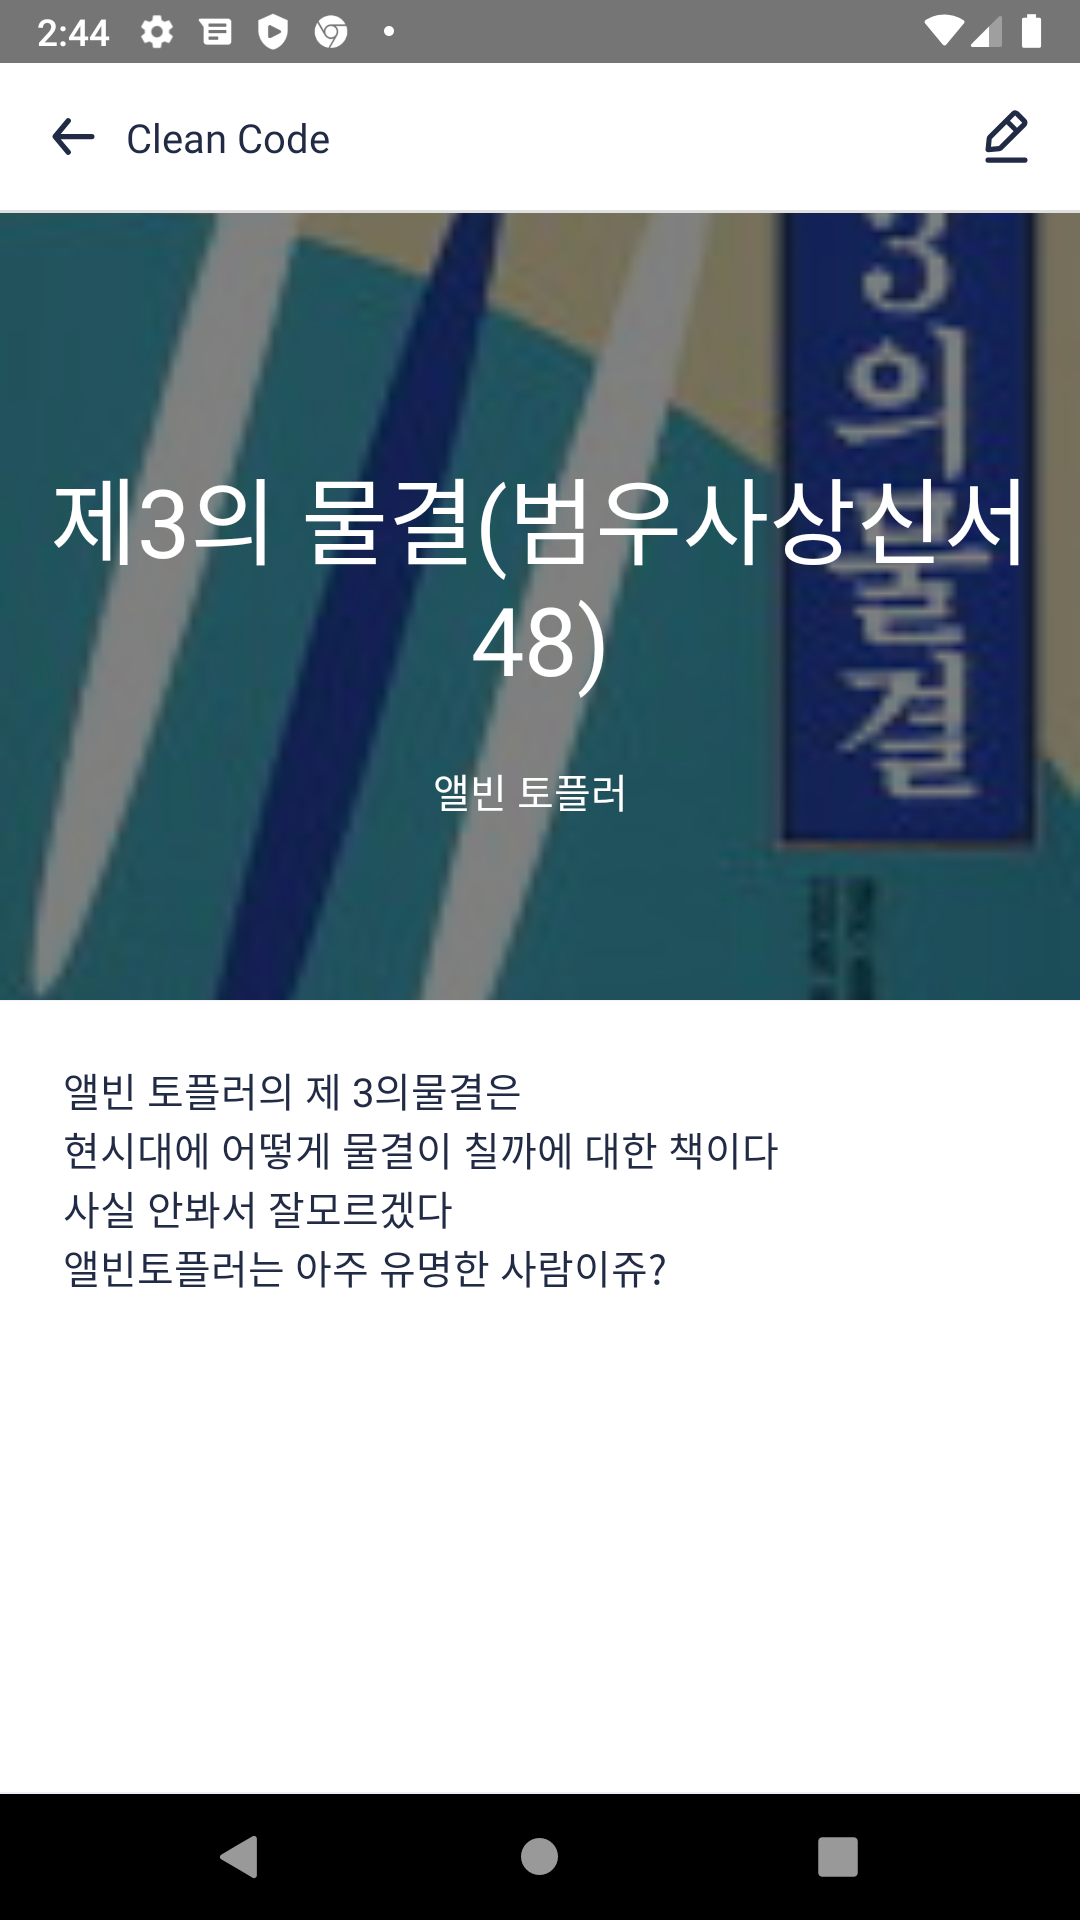 2:44
Clean Code
3의물결
제3의 물결(범우사상신서
48)
앨빈 토플러
앨빈 토플러의 제 3의물결은
현시대에 어떻게 물결이 칠까에 대한 책이다
사실 안봐서 잘모르겠다
앨빈토플러는 아주 유명한 사람이쥬?